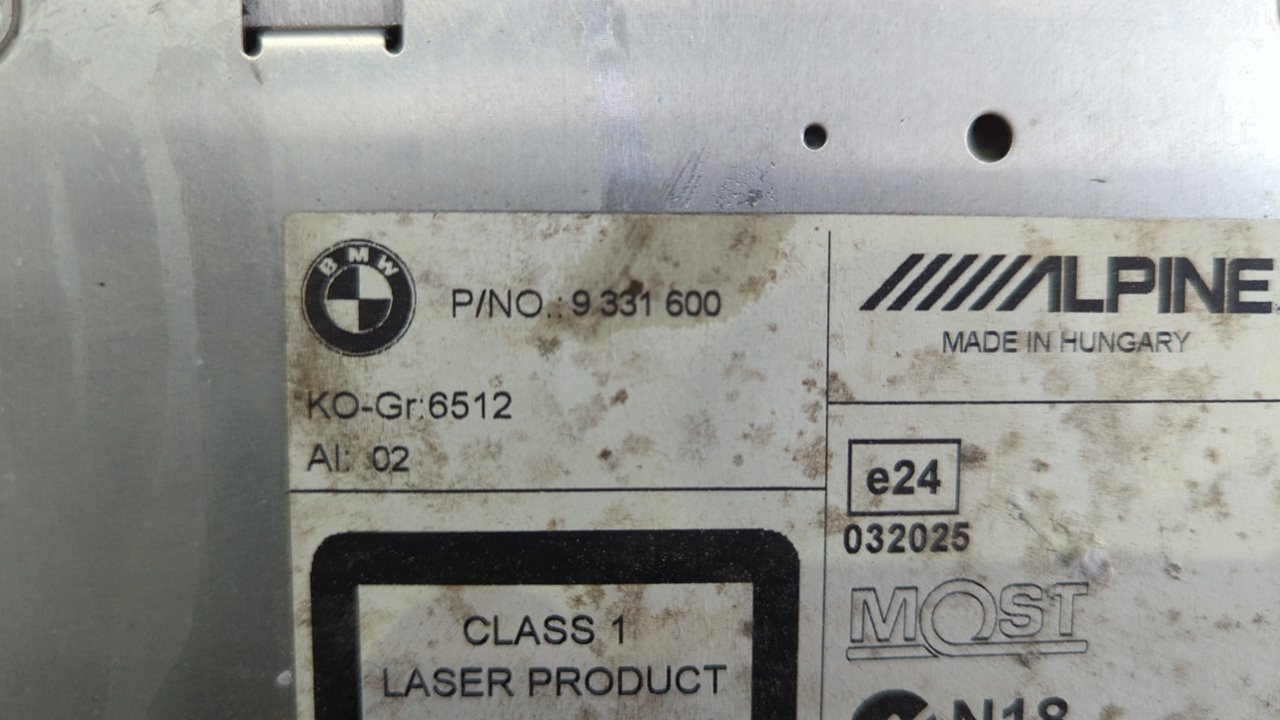 BMW
P/NO.: 9 331 600
KO-Gr:6512
AI: 02
CLASS 1
LASER PRODUCT
ALPINE
MADE IN HUNGARY
e24
032025
MOST
N18